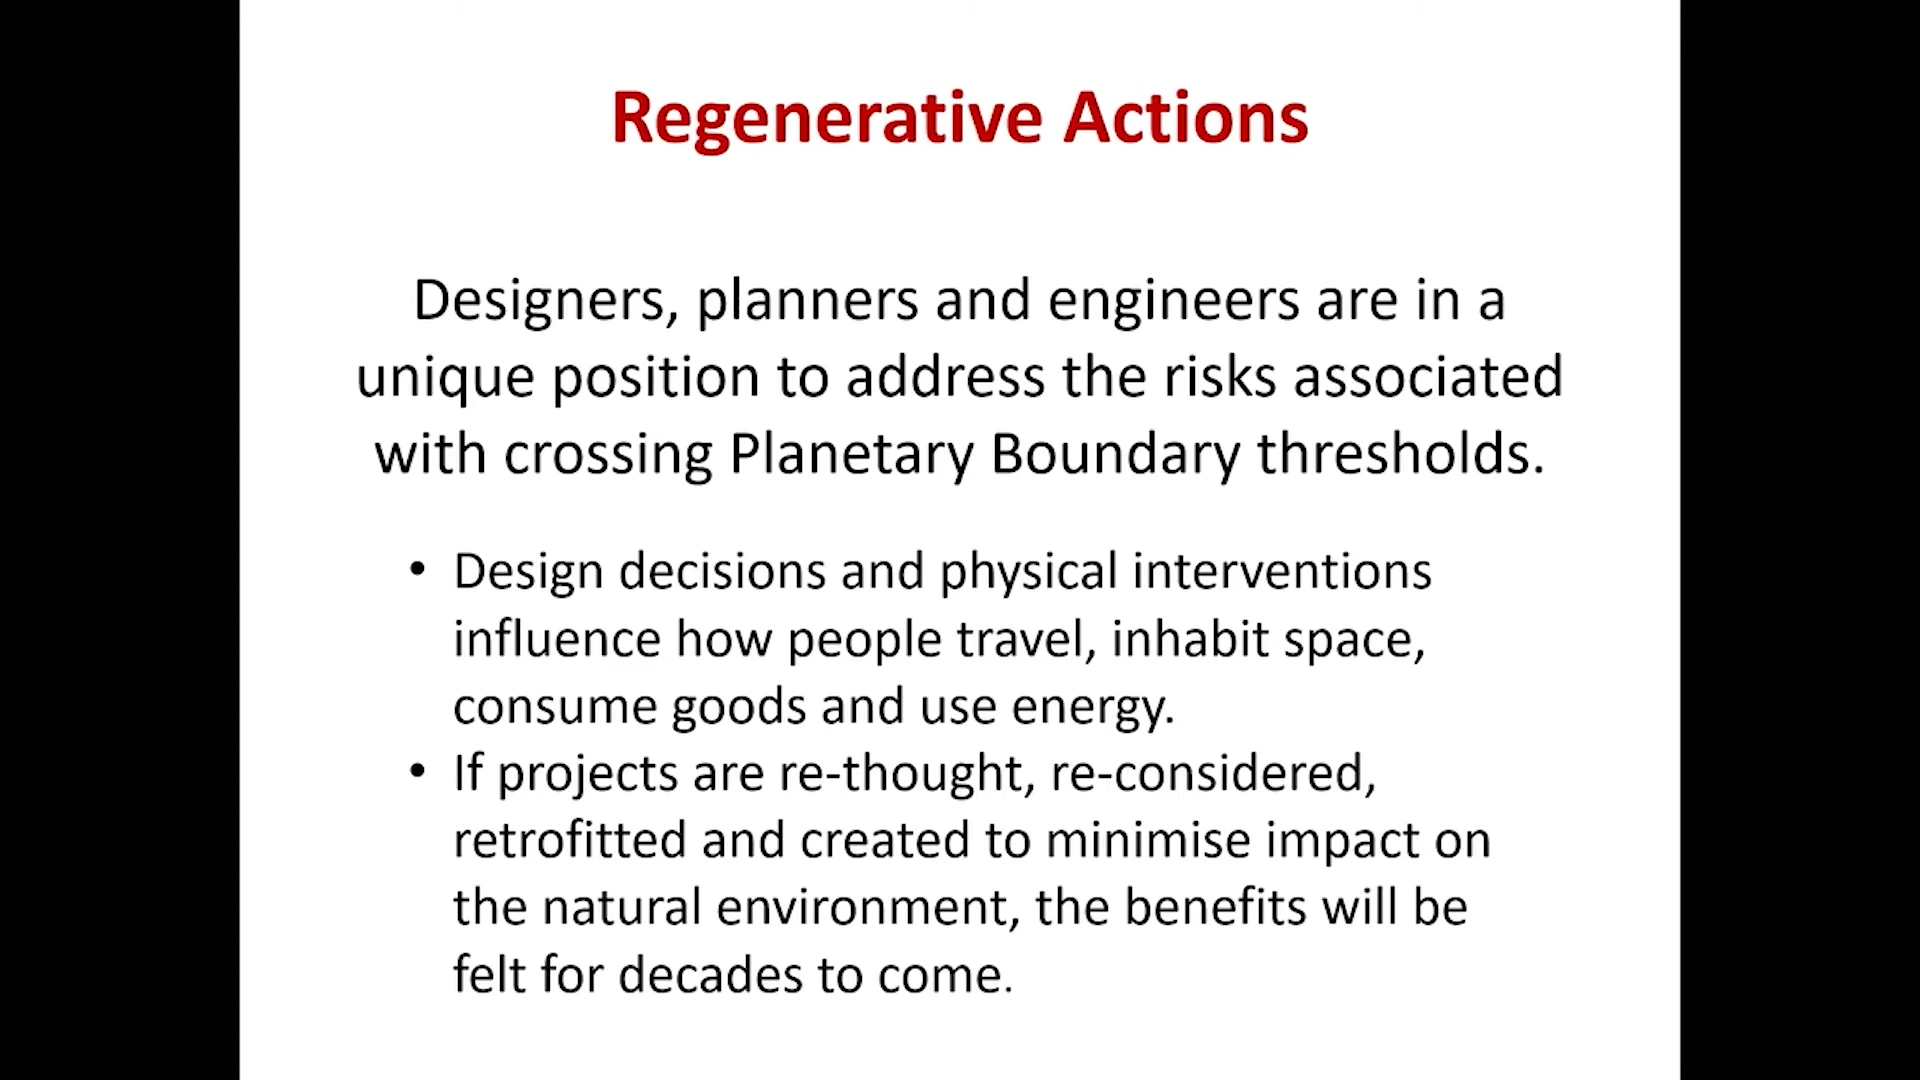 Regenerative Actions
Designers, planners and engineers are in a
unique position to address the risks associated
with crossing Planetary Boundary thresholds.
• Design decisions and physical interventions
influence how people travel, inhabit space,
consume goods and use energy.
• If projects are re-thought, re-considered,
retrofitted and created to minimise impact on
the natural environment, the benefits will be
felt for decades to come.